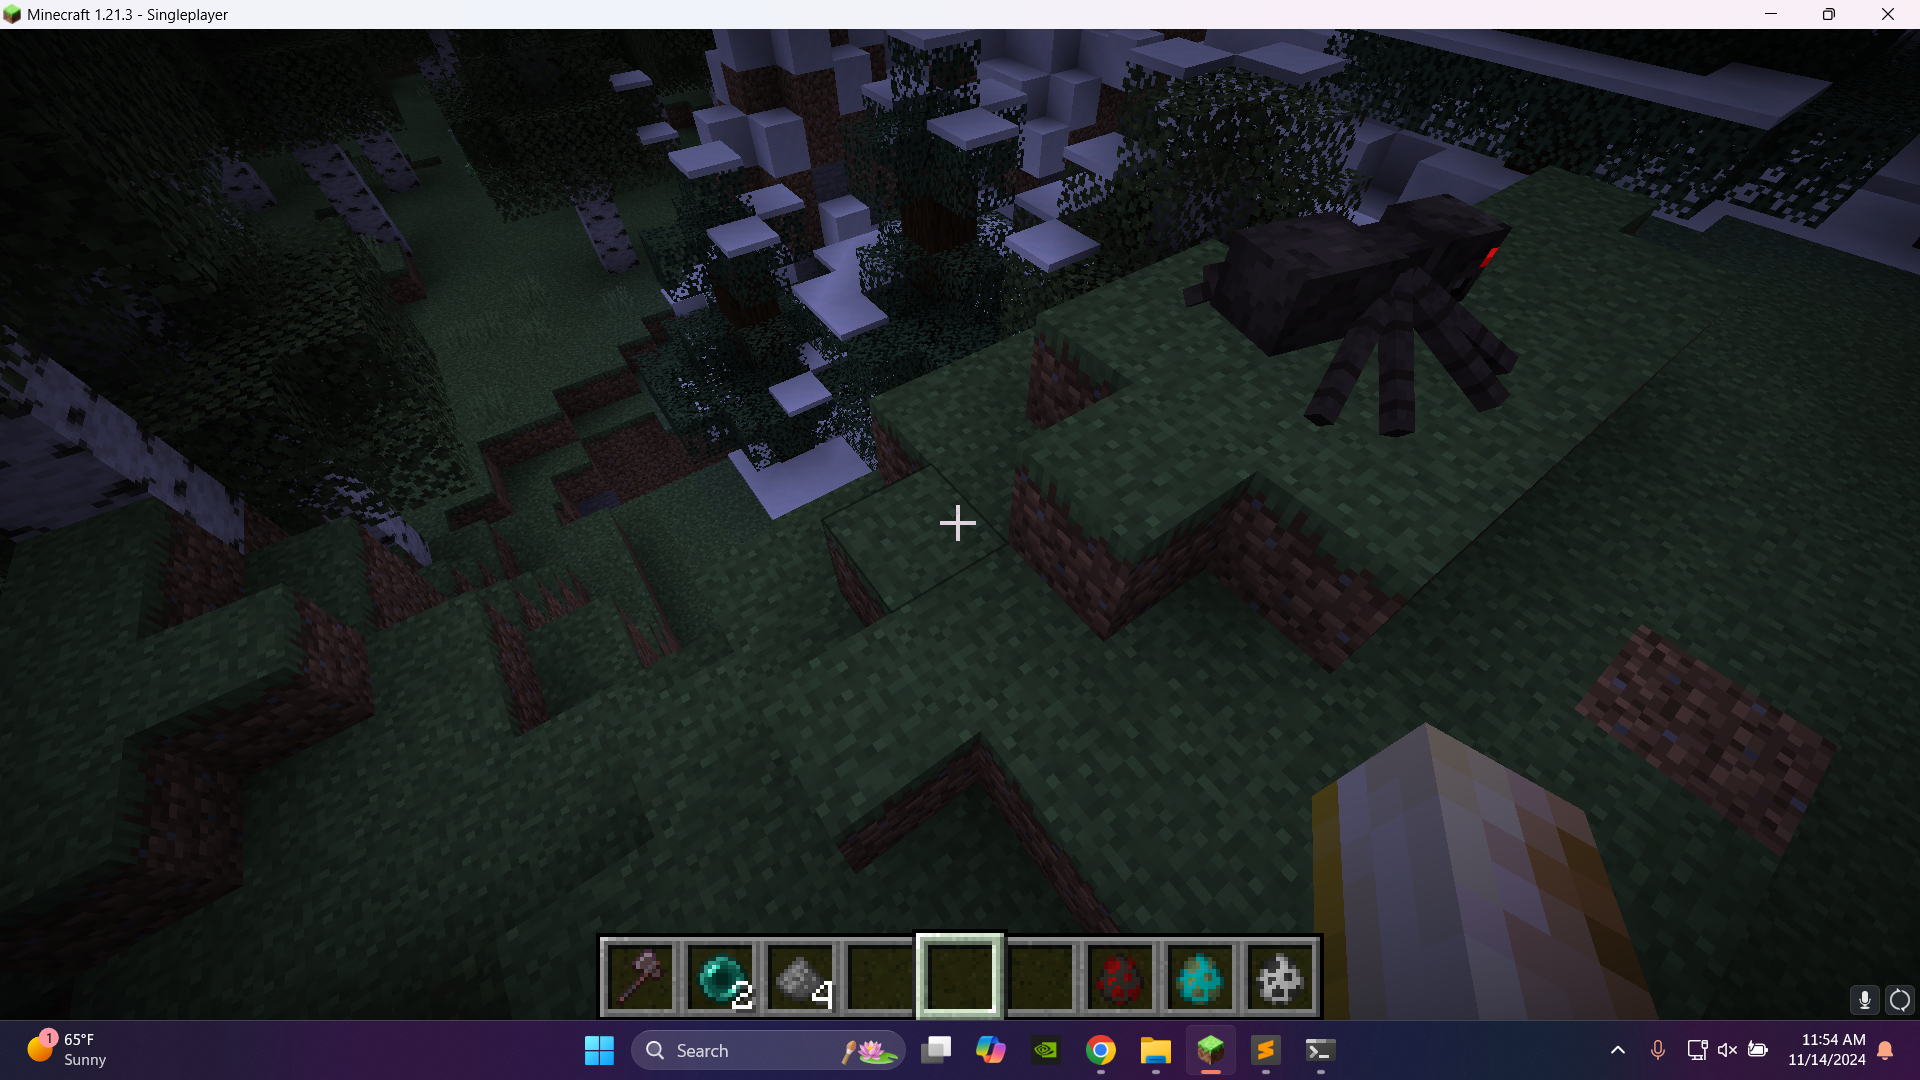 Minecraft 1.21.3 - Singleplayer
2
4
1
65°F
Sunny
Search
11:54 AM
11/14/2024